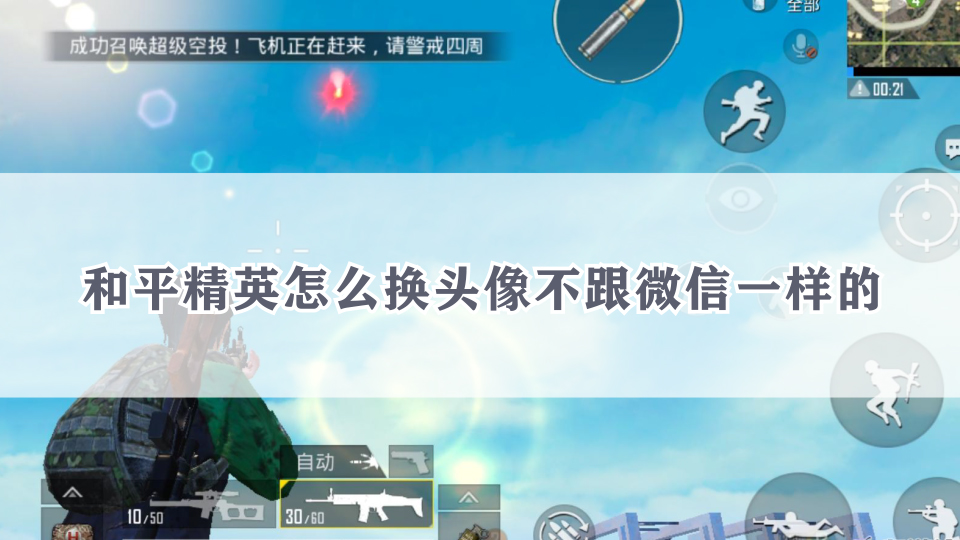 全部
成功召唤超级空投！飞机正在赶来，请警戒四周
4
00:21
和平精英怎么换头像不跟微信一样的
自动
10/50
30/60
H